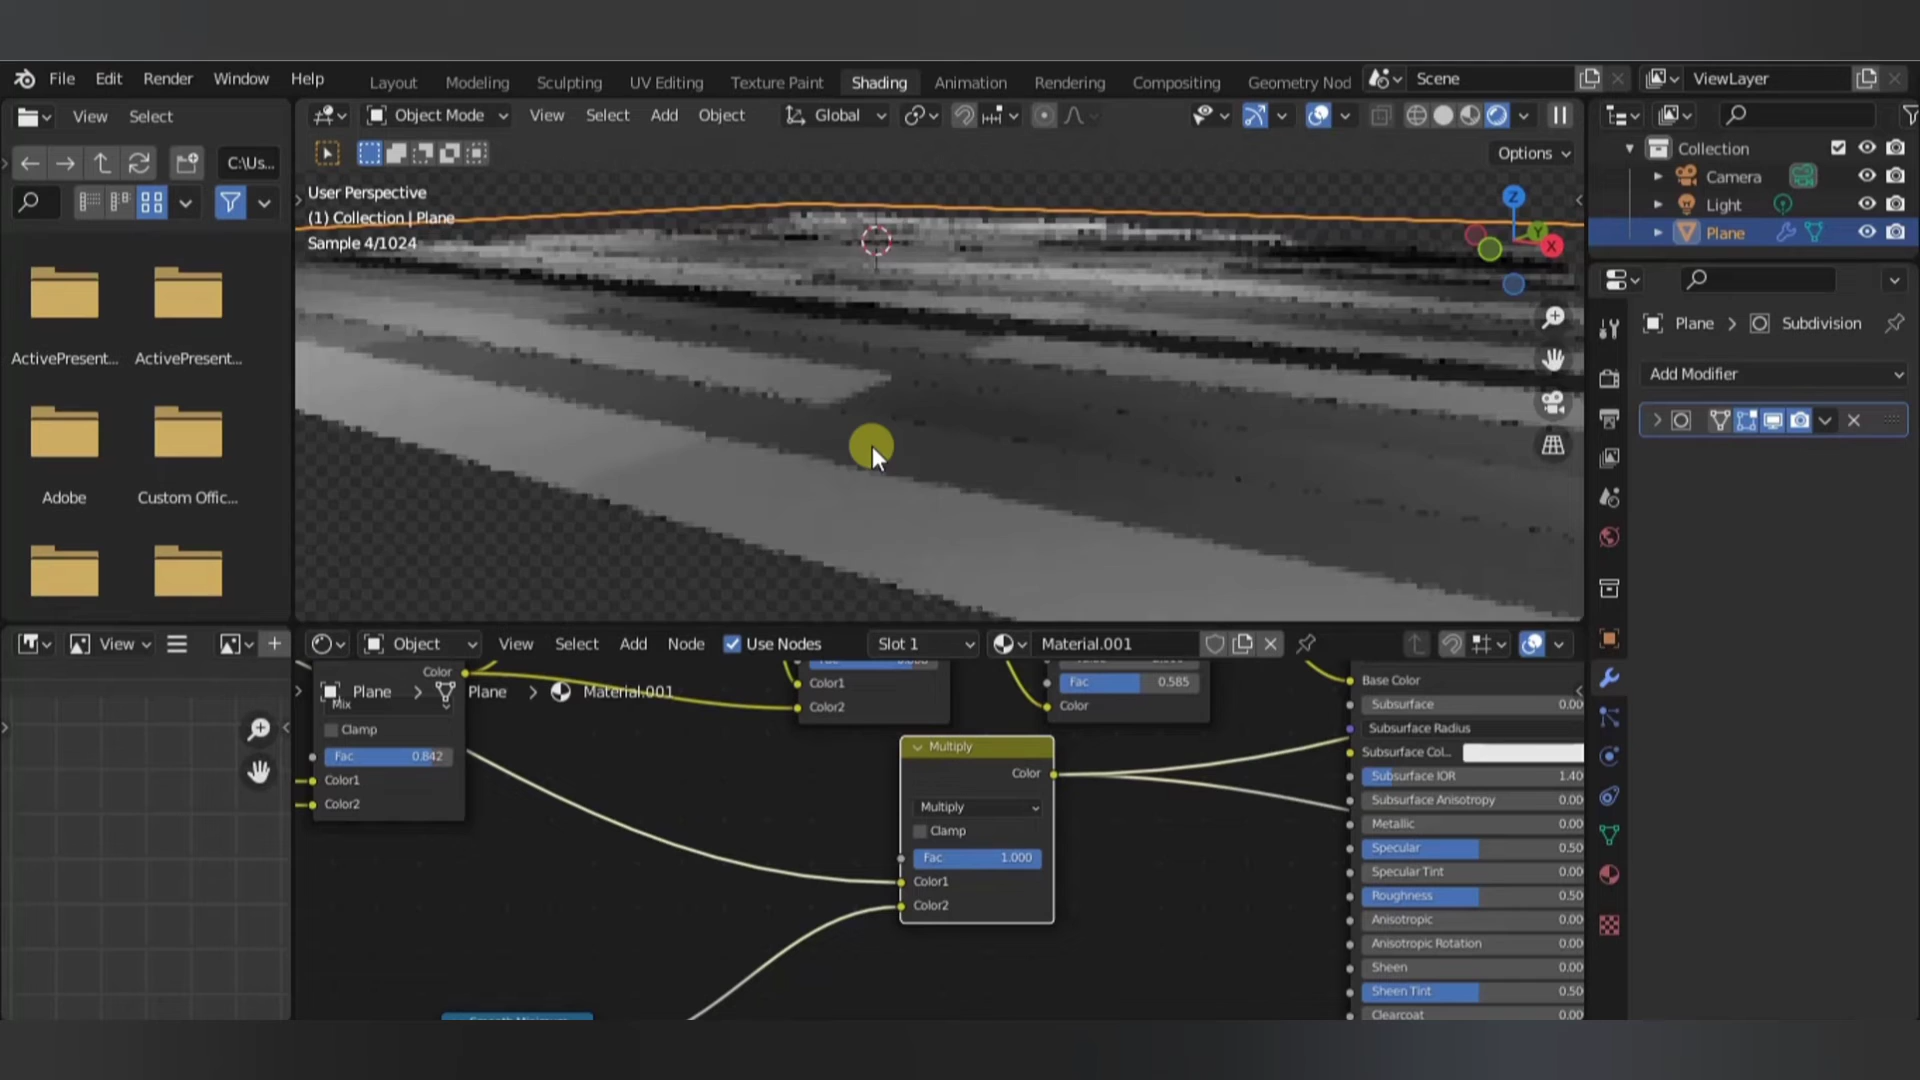 File Edit Render Window Help Layout Modeling Sculpting UV Editing Texture Paint Shading Animation Rendering Compositing Geometry Nod Scene ViewLayer
View Select Object Mode View Select Add Object Global
C:\Us... Options
User Perspective
(1) Collection | Plane
Sample 4/1024
Z
Y
X
ActivePresent... ActivePresent...
Adobe Custom Offic...
Collection
Camera
Light
Plane
Plane Subdivision
Add Modifier
View Object View Select Add Node Use Nodes Slot 1 Material.001
Plane Plane Material.001
Color
Mix
Clamp
Fac 0.842
Color1
Color2
Color1
Color2
Fac 0.585
Color
Multiply
Color
Multiply
Clamp
Fac 1.000
Color1
Color2
Base Color
Subsurface 0.00
Subsurface Radius
Subsurface Col...
Subsurface IOR 1.40
Subsurface Anisotropy 0.00
Metallic 0.00
Specular 0.50
Specular Tint 0.00
Roughness 0.50
Anisotropic 0.00
Anisotropic Rotation 0.00
Sheen 0.00
Sheen Tint 0.50
Clearcoat 0.00